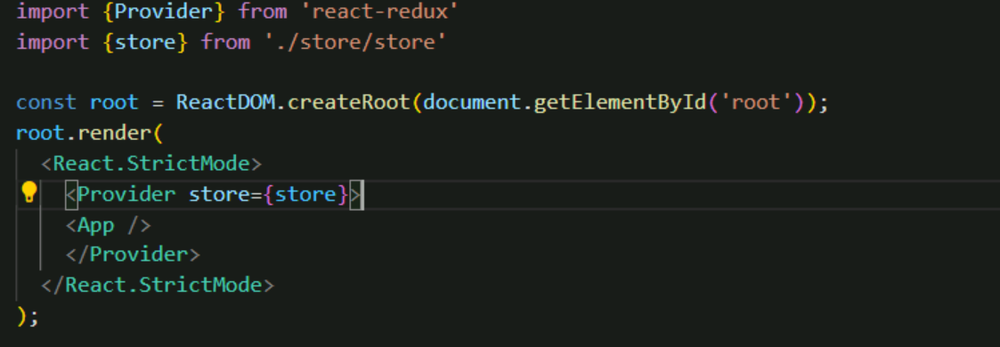 import {Provider} from 'react-redux'
import {store} from './store/store'
const root = ReactDOM.createRoot(document.getElementById('root'));
root.render(
<React.StrictMode>
<Provider store={store}>
<App />
</Provider>
</React.StrictMode>
);